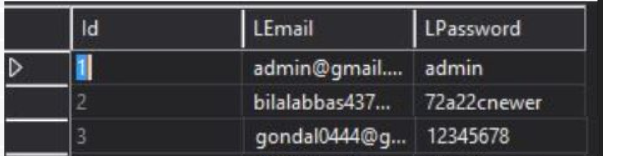 Id LEmail LPassword
1 admin@gmail.... admin
2 bilalabbas437... 72a22cnewer
3 gondal0444@g... 12345678